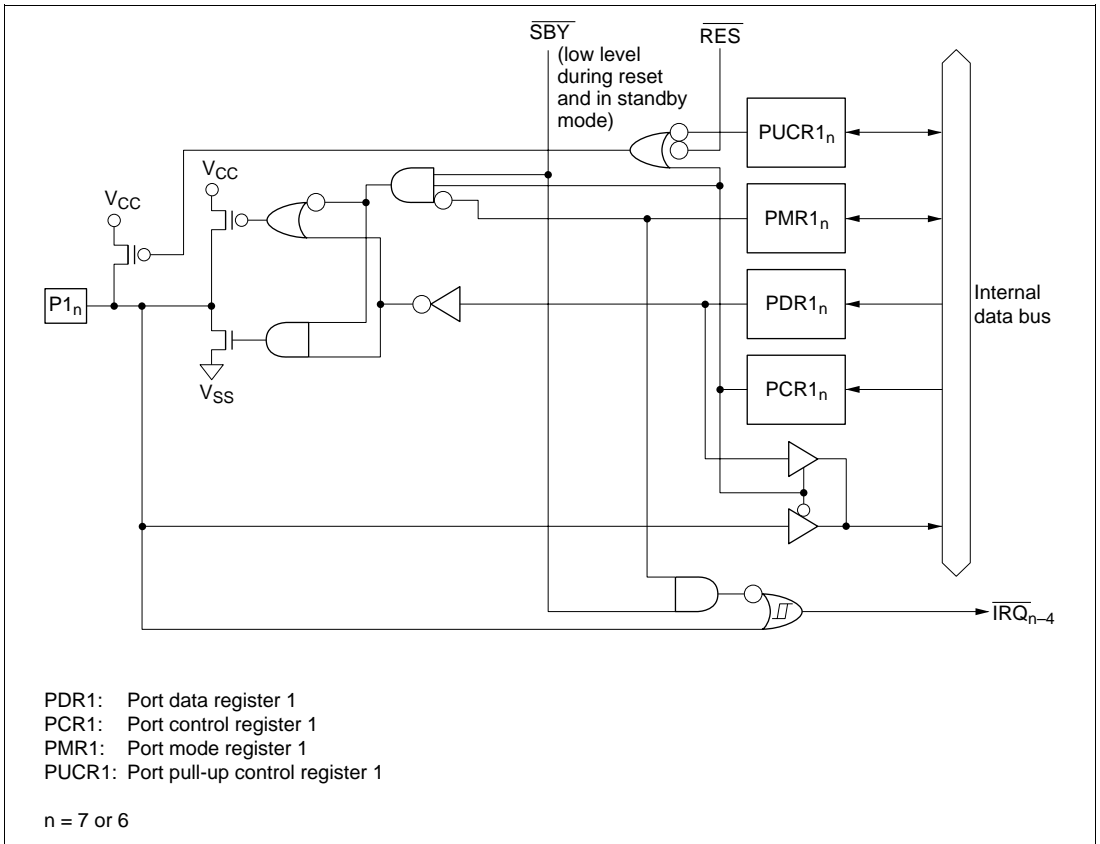 SBY
(low level
during reset
and in standby
mode)
RES
PUCR1n
VCC
VCC
PMR1n
P1n
PDR1n
Internal
data bus
VSS
PCR1n
IRQn–4
PDR1: Port data register 1
PCR1: Port control register 1
PMR1: Port mode register 1
PUCR1: Port pull-up control register 1
n = 7 or 6